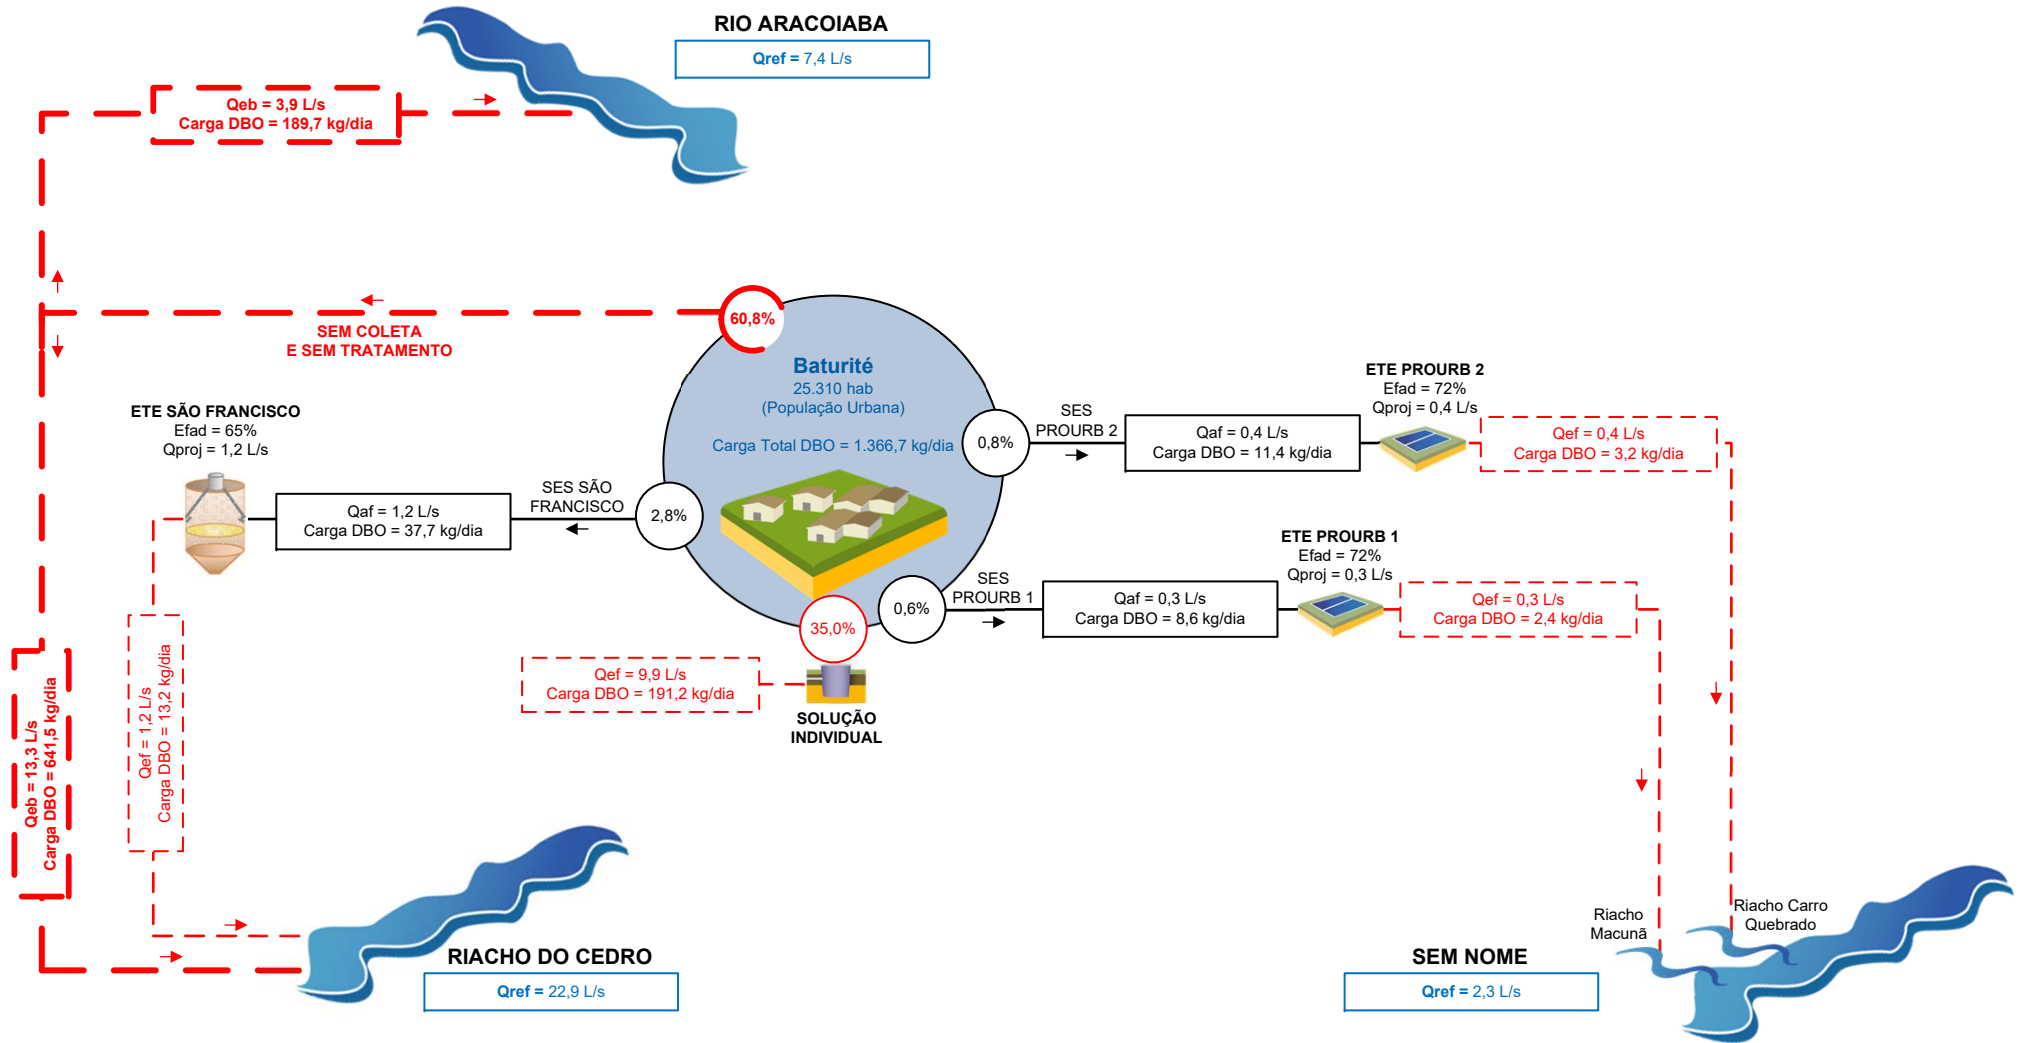 RIO ARACOIABA
Qref = 7,4 L/s
Qeb = 3,9 L/s
Carga DBO = 189,7 kg/dia
60,8%
SEM COLETA
E SEM TRATAMENTO
Baturité
25.310 hab
(População Urbana)
Carga Total DBO = 1.366,7 kg/dia
ETE SÃO FRANCISCO
Efad = 65%
Qproj = 1,2 L/s
Qaf = 1,2 L/s
Carga DBO = 37,7 kg/dia
SES SÃO
FRANCISCO
2,8%
0,8%
SES
PROURB 2
Qaf = 0,4 L/s
Carga DBO = 11,4 kg/dia
ETE PROURB 2
Efad = 72%
Qproj = 0,4 L/s
Qef = 0,4 L/s
Carga DBO = 3,2 kg/dia
0,6%
SES
PROURB 1
Qaf = 0,3 L/s
Carga DBO = 8,6 kg/dia
ETE PROURB 1
Efad = 72%
Qproj = 0,3 L/s
Qef = 0,3 L/s
Carga DBO = 2,4 kg/dia
35,0%
Qef = 9,9 L/s
Carga DBO = 191,2 kg/dia
SOLUÇÃO
INDIVIDUAL
Qeb = 13,3 L/s
Carga DBO = 641,5 kg/dia
Qef = 1,2 L/s
Carga DBO = 13,2 kg/dia
RIACHO DO CEDRO
Qref = 22,9 L/s
Riacho
Macunã
Riacho Carro
Quebrado
SEM NOME
Qref = 2,3 L/s